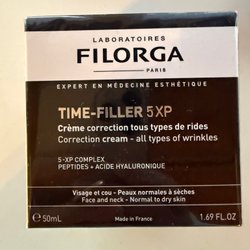 LABORATOIRES
FILORGA
PARIS
EXPERT EN MÉDECINE ESTHÉTIQUE
TIME-FILLER 5XP
Crème correction tous types de rides
Correction cream - all types of wrinkles
5-XP COMPLEX
PEPTIDES + ACIDE HYALURONIQUE
Visage et cou - Peaux normales à sèches
Face and neck - Normal to dry skin
℮ 50mL Made in France 1.69 FL.OZ